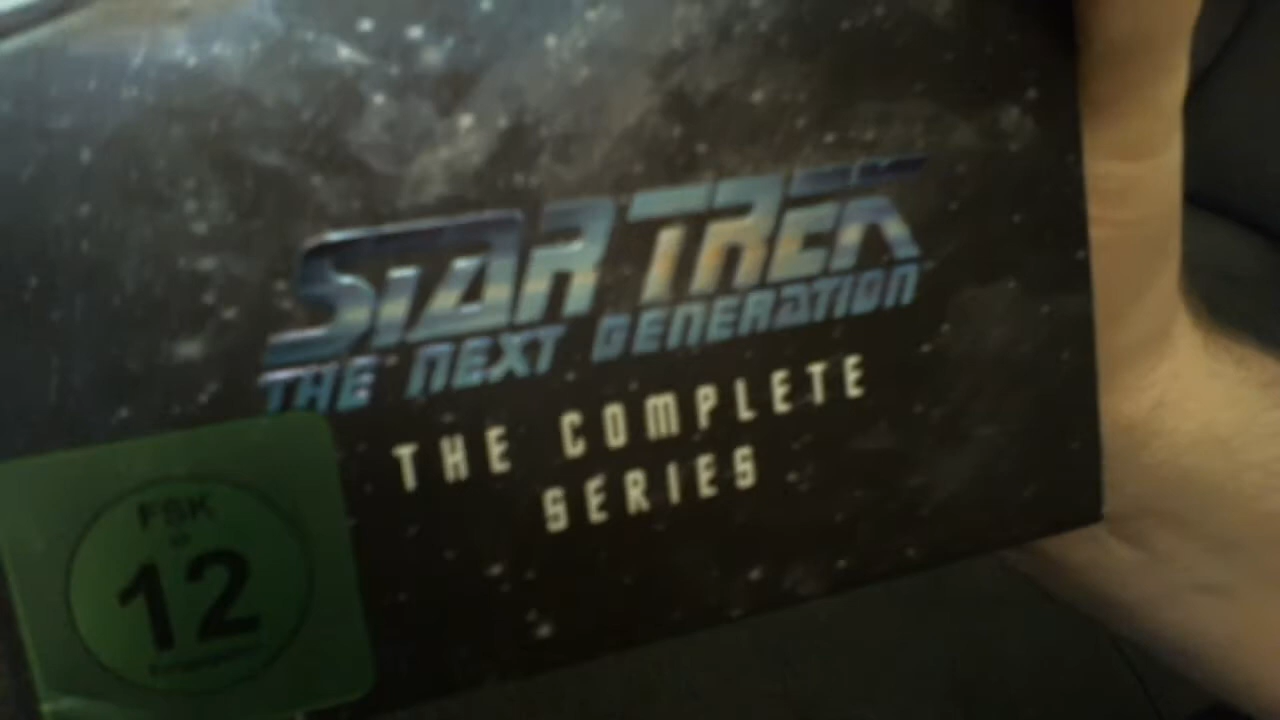 STAR TREK
THE NEXT GENERATION
THE COMPLETE
SERIES
FSK
12